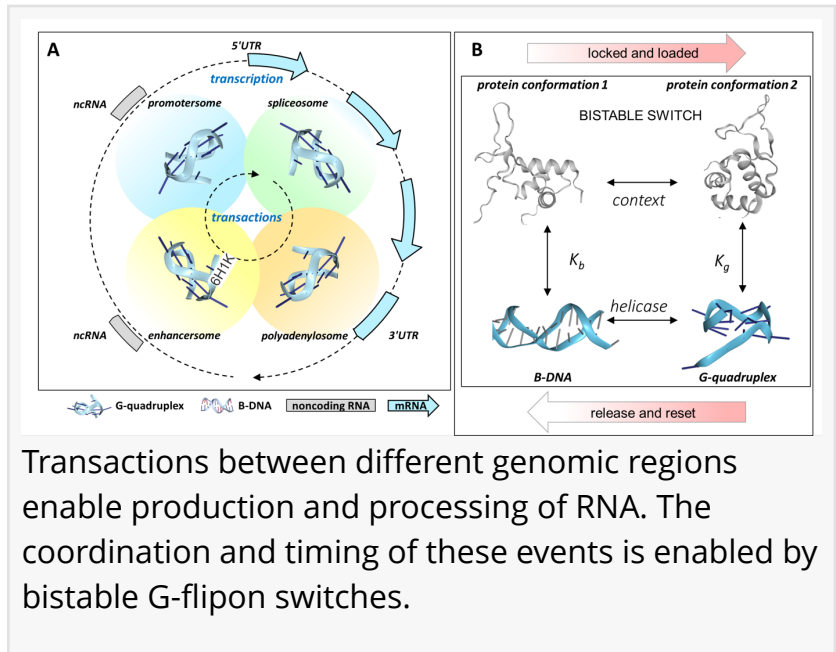 A
5'UTR
transcription
ncRNA
promotersome
spliceosome
transactions
6H1K
ncRNA
enhancersome
polyadenylosome
3'UTR
G-quadruplex
B-DNA
noncoding RNA
mRNA
B
locked and loaded
protein conformation 1
protein conformation 2
BISTABLE SWITCH
context
Kb
Kg
helicase
B-DNA
G-quadruplex
release and reset
Transactions between different genomic regions
enable production and processing of RNA. The
coordination and timing of these events is enabled by
bistable G-flipon switches.